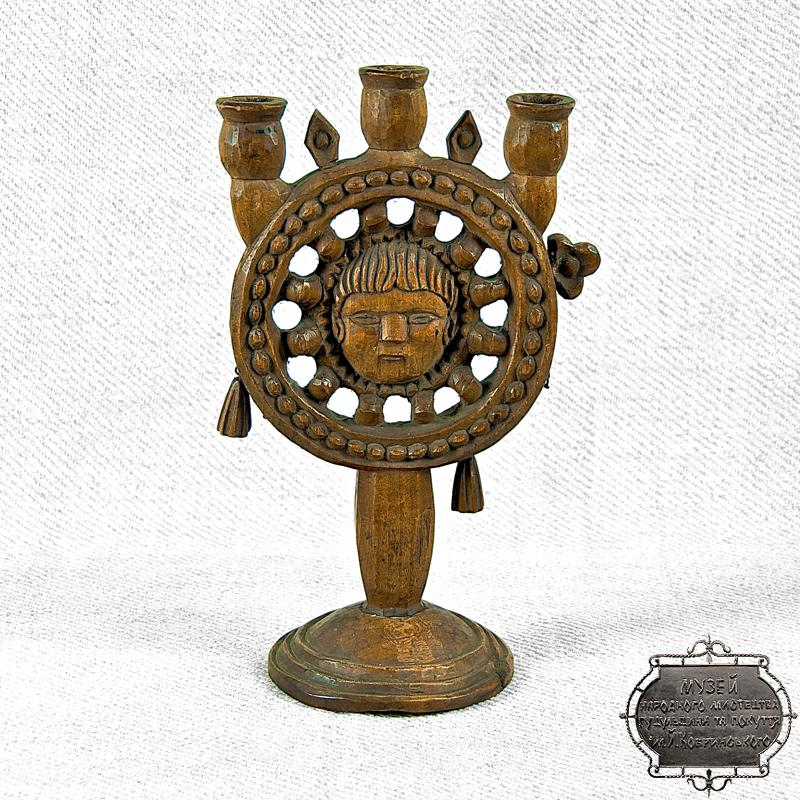 МУЗЕЙ
НАРОДНОГО МИСТЕЦТВА
ГУЦУЛЬЩИНИ ТА ПОКУТТЯ
ім. Й. КОБРИНСЬКОГО